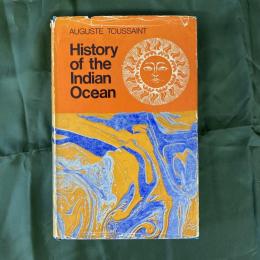 AUGUSTE TOUSSAINT
History
of the
Indian
Ocean